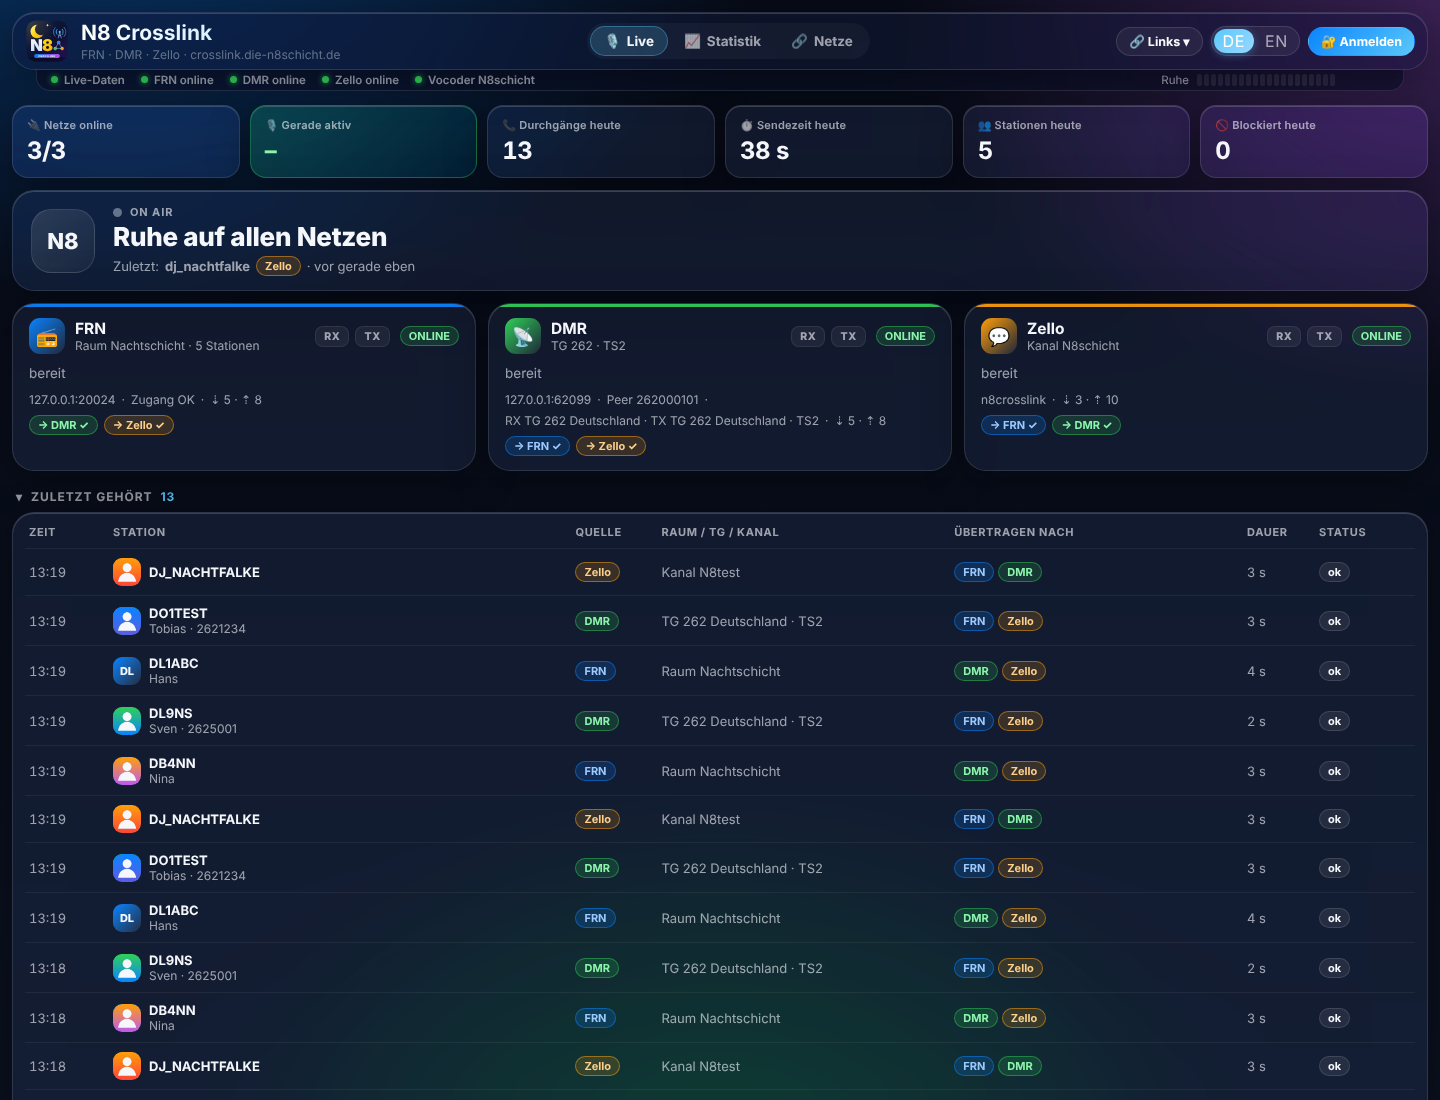 N8 Crosslink
FRN · DMR · Zello · crosslink.die-n8schicht.de
Live
Statistik
Netze
Links ▾
DE EN
Anmelden
Live-Daten FRN online DMR online Zello online Vocoder N8schicht
Ruhe
Netze online
3/3
Gerade aktiv
–
Durchgänge heute
13
Sendezeit heute
38 s
Stationen heute
5
Blockiert heute
0
N8
ON AIR
Ruhe auf allen Netzen
Zuletzt: dj_nachtfalke Zello · vor gerade eben
FRN
Raum Nachtschicht · 5 Stationen
RX TX ONLINE
bereit
127.0.0.1:20024 · Zugang OK · ↓ 5 · ↑ 8
→ DMR ✓ → Zello ✓
DMR
TG 262 · TS2
RX TX ONLINE
bereit
127.0.0.1:62099 · Peer 262000101 ·
RX TG 262 Deutschland · TX TG 262 Deutschland · TS2 · ↓ 5 · ↑ 8
→ FRN ✓ → Zello ✓
Zello
Kanal N8schicht
RX TX ONLINE
bereit
n8crosslink · ↓ 3 · ↑ 10
→ FRN ✓ → DMR ✓
▾ ZULETZT GEHÖRT 13
ZEIT STATION QUELLE RAUM / TG / KANAL ÜBERTRAGEN NACH DAUER STATUS
13:19 DJ_NACHTFALKE Zello Kanal N8test FRN DMR 3 s ok
13:19 DO1TEST DMR TG 262 Deutschland · TS2 FRN Zello 3 s ok
Tobias · 2621234
13:19 DL DL1ABC FRN Raum Nachtschicht DMR Zello 4 s ok
Hans
13:19 DL9NS DMR TG 262 Deutschland · TS2 FRN Zello 2 s ok
Sven · 2625001
13:19 DB4NN FRN Raum Nachtschicht DMR Zello 3 s ok
Nina
13:19 DJ_NACHTFALKE Zello Kanal N8test FRN DMR 3 s ok
13:19 DO1TEST DMR TG 262 Deutschland · TS2 FRN Zello 3 s ok
Tobias · 2621234
13:19 DL DL1ABC FRN Raum Nachtschicht DMR Zello 4 s ok
Hans
13:18 DL9NS DMR TG 262 Deutschland · TS2 FRN Zello 2 s ok
Sven · 2625001
13:18 DB4NN FRN Raum Nachtschicht DMR Zello 3 s ok
Nina
13:18 DJ_NACHTFALKE Zello Kanal N8test FRN DMR 3 s ok